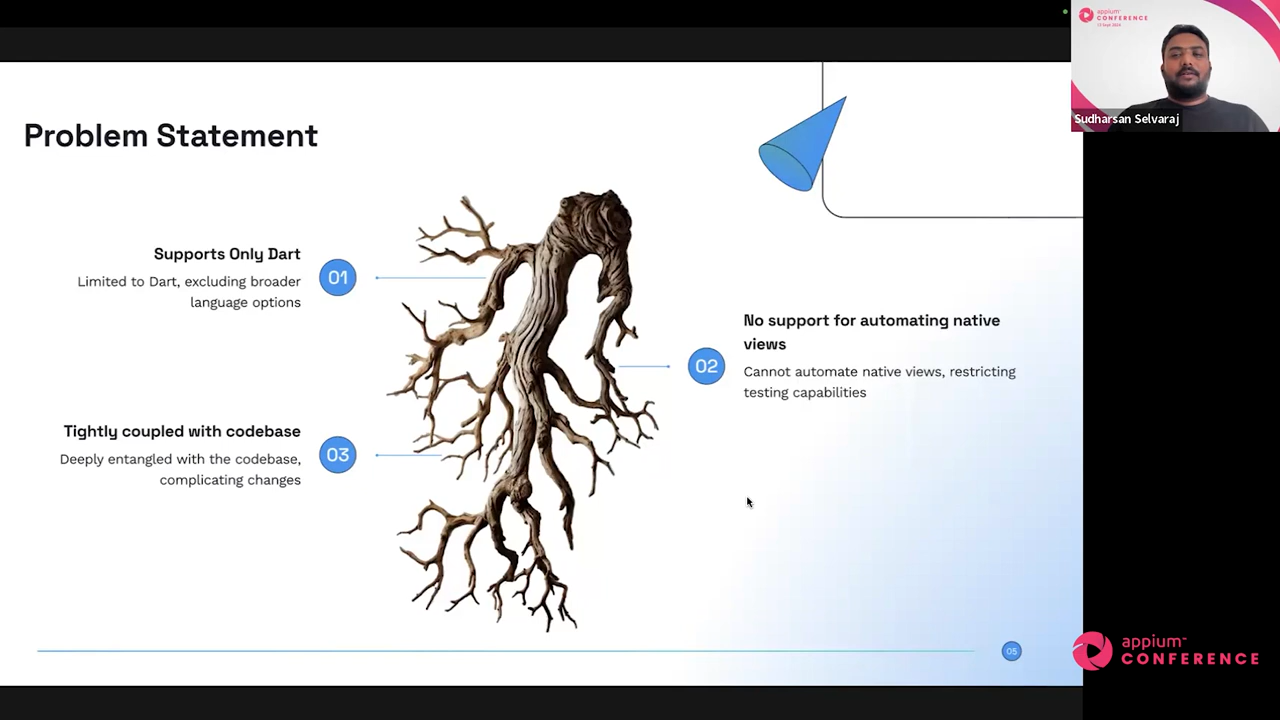 Problem Statement
Supports Only Dart
Limited to Dart, excluding broader
language options
01
No support for automating native
views
02
Cannot automate native views, restricting
testing capabilities
Tightly coupled with codebase
Deeply entangled with the codebase,
complicating changes
03
05
appium
CONFERENCE
Sudharsan Selvaraj
appium
CONFERENCE